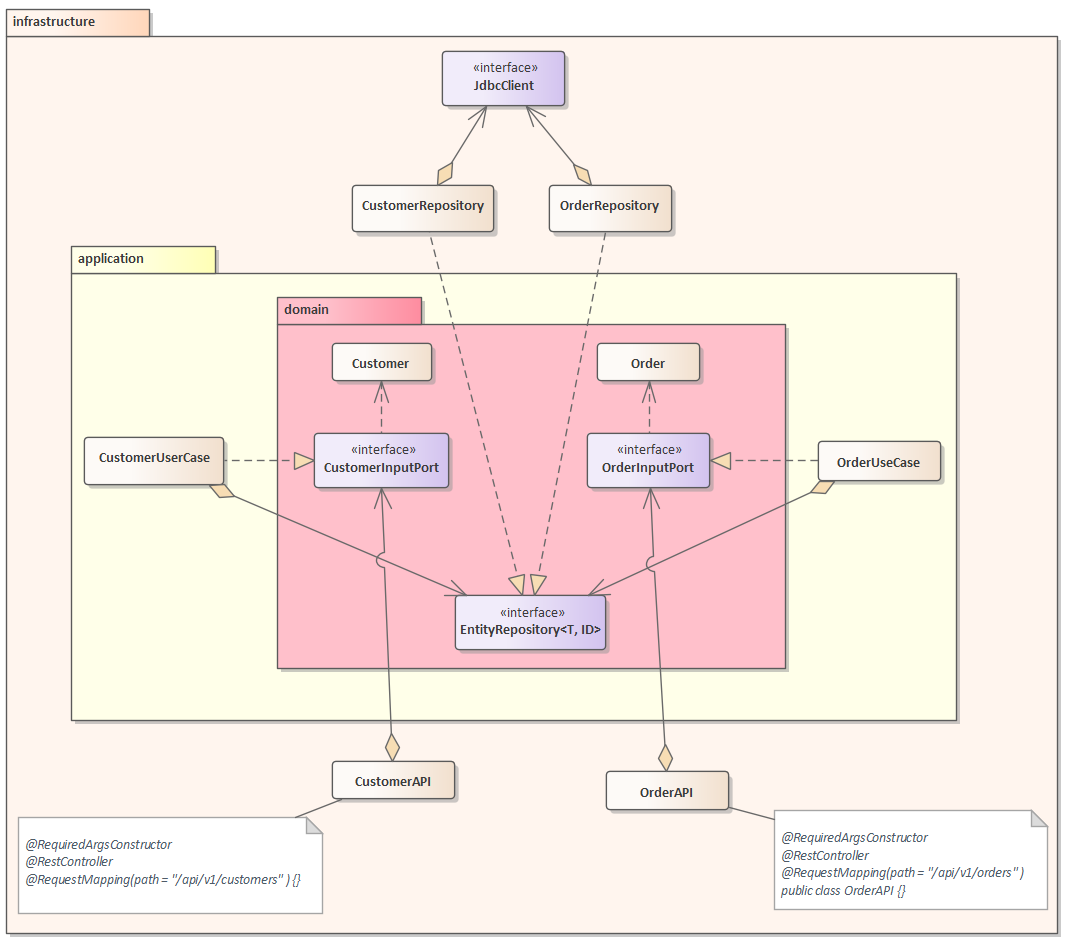 infrastructure
«interface»
JdbcClient
CustomerRepository
OrderRepository
application
domain
Customer
Order
CustomerUserCase
«interface»
CustomerInputPort
«interface»
OrderInputPort
OrderUseCase
«interface»
EntityRepository<T, ID>
CustomerAPI
OrderAPI
@RequiredArgsConstructor
@RestController
@RequestMapping(path = "/api/v1/customers" ) {}
@RequiredArgsConstructor
@RestController
@RequestMapping(path = "/api/v1/orders" )
public class OrderAPI {}